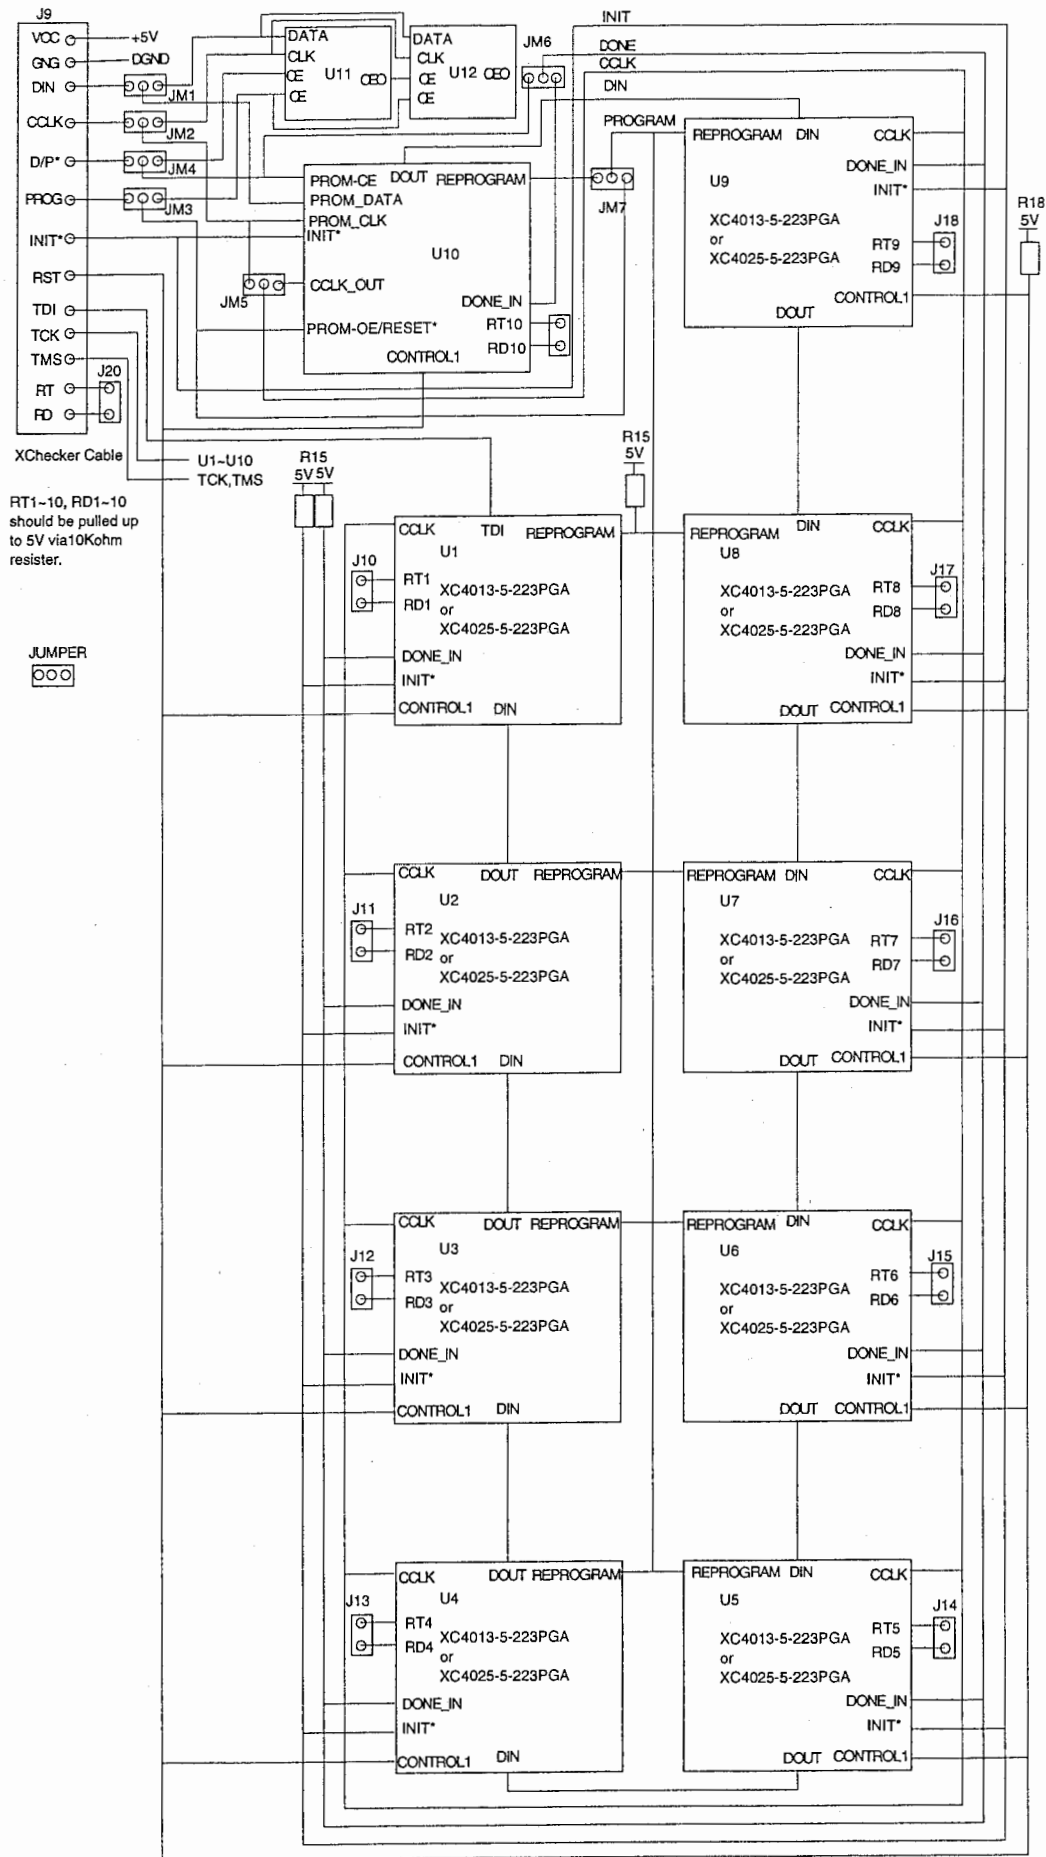 J9
VCC
+5V
GNG
DGND
DIN
JM1
CCLK
JM2
D/P*
JM4
PROG
JM3
INIT*
RST
TDI
TCK
TMS
RT
RD
J20
XChecker Cable
U1~U10
TCK,TMS
RT1~10, RD1~10
should be pulled up
to 5V via10Kohm
resister.
JUMPER
DATA
CLK
CE
CE
U11
CEO
DATA
CLK
CE
CE
U12
CEO
JM6
INIT
DONE
CCLK
DIN
PROGRAM
JM7
JM5
PROM-CE
DOUT
REPROGRAM
PROM_DATA
PROM_CLK
INIT*
U10
CCLK_OUT
DONE_IN
PROM-OE/RESET*
RT10
RD10
CONTROL1
REPROGRAM
DIN
CCLK
DONE_IN
U9
INIT*
XC4013-5-223PGA
or
XC4025-5-223PGA
RT9
RD9
J18
CONTROL1
DOUT
R18
5V
R15
5V
5V
R15
5V
CCLK
TDI
REPROGRAM
U1
J10
RT1
RD1
XC4013-5-223PGA
or
XC4025-5-223PGA
DONE_IN
INIT*
CONTROL1
DIN
REPROGRAM
DIN
CCLK
U8
J17
RT8
RD8
XC4013-5-223PGA
or
XC4025-5-223PGA
DONE_IN
INIT*
DOUT
CONTROL1
CCLK
DOUT
REPROGRAM
U2
J11
RT2
RD2
XC4013-5-223PGA
or
XC4025-5-223PGA
DONE_IN
INIT*
CONTROL1
DIN
REPROGRAM
DIN
CCLK
U7
J16
RT7
RD7
XC4013-5-223PGA
or
XC4025-5-223PGA
DONE_IN
INIT*
DOUT
CONTROL1
CCLK
DOUT
REPROGRAM
U3
J12
RT3
RD3
XC4013-5-223PGA
or
XC4025-5-223PGA
DONE_IN
INIT*
CONTROL1
DIN
REPROGRAM
DIN
CCLK
U6
J15
RT6
RD6
XC4013-5-223PGA
or
XC4025-5-223PGA
DONE_IN
INIT*
DOUT
CONTROL1
CCLK
DOUT
REPROGRAM
U4
J13
RT4
RD4
XC4013-5-223PGA
or
XC4025-5-223PGA
DONE_IN
INIT*
CONTROL1
DIN
REPROGRAM
DIN
CCLK
U5
J14
RT5
RD5
XC4013-5-223PGA
or
XC4025-5-223PGA
DONE_IN
INIT*
DOUT
CONTROL1